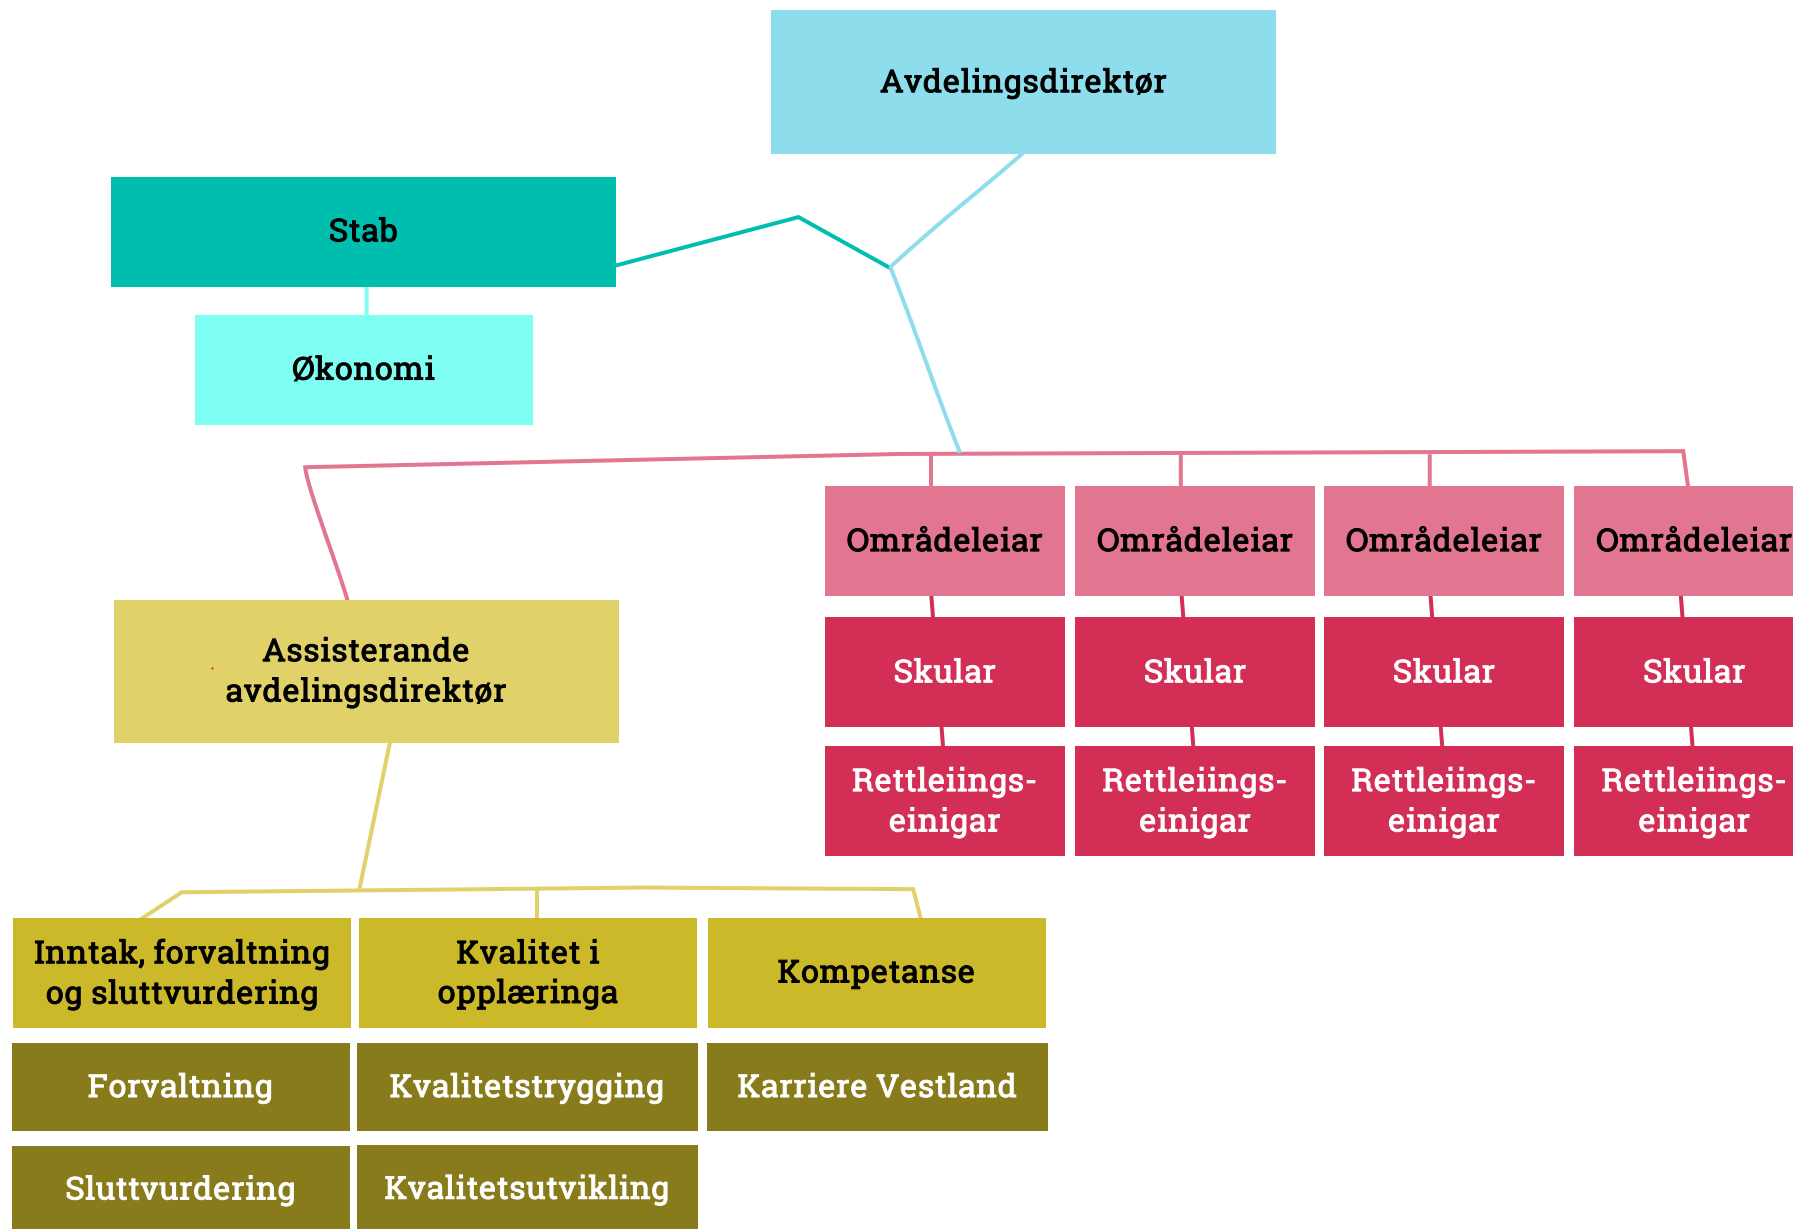 Avdelingsdirektør
Stab
Økonomi
Områdeleiar
Områdeleiar
Områdeleiar
Områdeleiar
Assisterande
avdelingsdirektør
Skular
Skular
Skular
Skular
Rettleiings-
einigar
Rettleiings-
einigar
Rettleiings-
einigar
Rettleiings-
einigar
Inntak, forvaltning
og sluttvurdering
Kvalitet i
opplæringa
Kompetanse
Forvaltning
Kvalitetstrygging
Karriere Vestland
Sluttvurdering
Kvalitetsutvikling